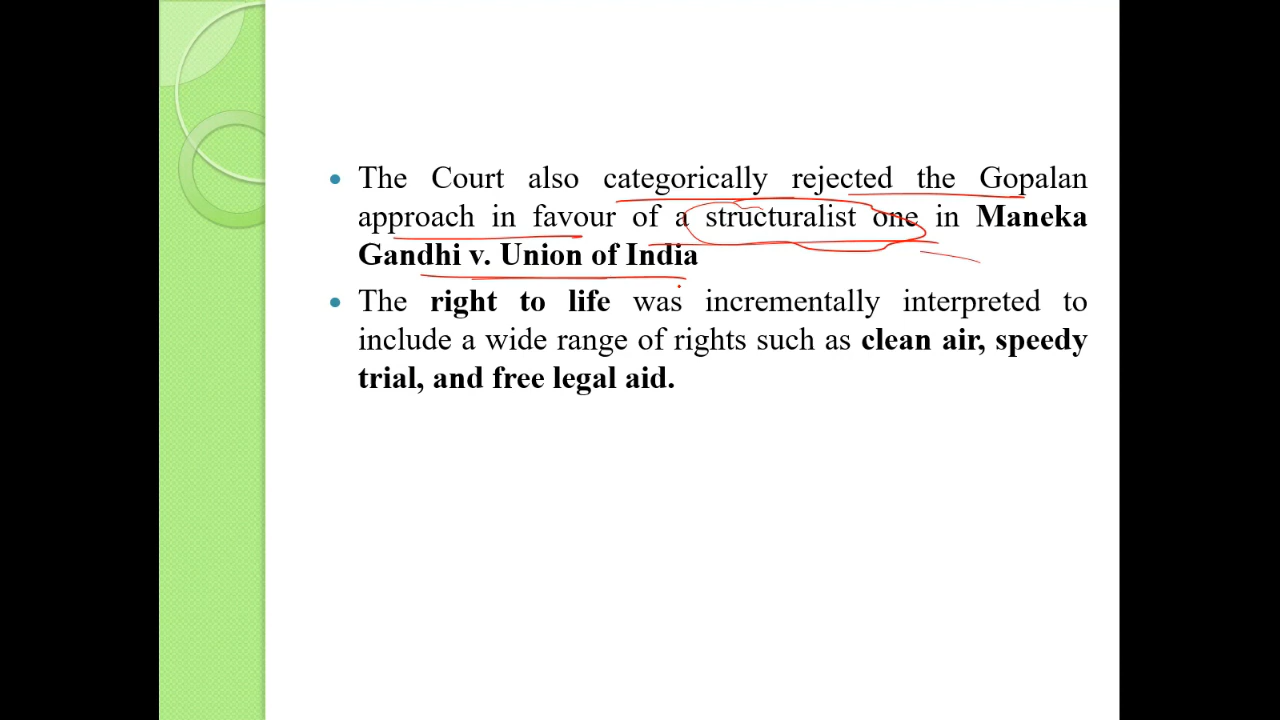 The Court also categorically rejected the Gopalan
approach in favour of a structuralist one in Maneka
Gandhi v. Union of India
The right to life was incrementally interpreted to
include a wide range of rights such as clean air, speedy
trial, and free legal aid.